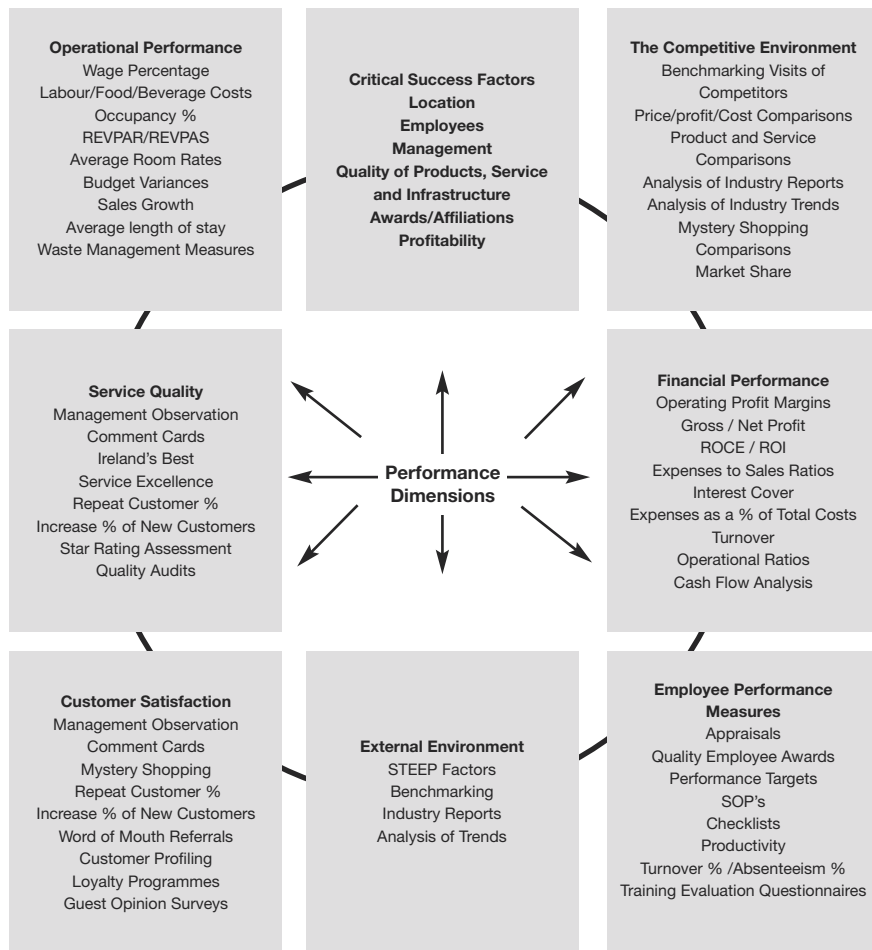 Operational Performance
Wage Percentage
Labour/Food/Beverage Costs
Occupancy %
REVPAR/REVPAS
Average Room Rates
Budget Variances
Sales Growth
Average length of stay
Waste Management Measures
Critical Success Factors
Location
Employees
Management
Quality of Products, Service
and Infrastructure
Awards/Affiliations
Profitability
The Competitive Environment
Benchmarking Visits of
Competitors
Price/profit/Cost Comparisons
Product and Service
Comparisons
Analysis of Industry Reports
Analysis of Industry Trends
Mystery Shopping
Comparisons
Market Share
Service Quality
Management Observation
Comment Cards
Ireland's Best
Service Excellence
Repeat Customer %
Increase % of New Customers
Star Rating Assessment
Quality Audits
Performance
Dimensions
Financial Performance
Operating Profit Margins
Gross / Net Profit
ROCE / ROI
Expenses to Sales Ratios
Interest Cover
Expenses as a % of Total Costs
Turnover
Operational Ratios
Cash Flow Analysis
Customer Satisfaction
Management Observation
Comment Cards
Mystery Shopping
Repeat Customer %
Increase % of New Customers
Word of Mouth Referrals
Customer Profiling
Loyalty Programmes
Guest Opinion Surveys
External Environment
STEEP Factors
Benchmarking
Industry Reports
Analysis of Trends
Employee Performance
Measures
Appraisals
Quality Employee Awards
Performance Targets
SOP's
Checklists
Productivity
Turnover % /Absenteeism %
Training Evaluation Questionnaires